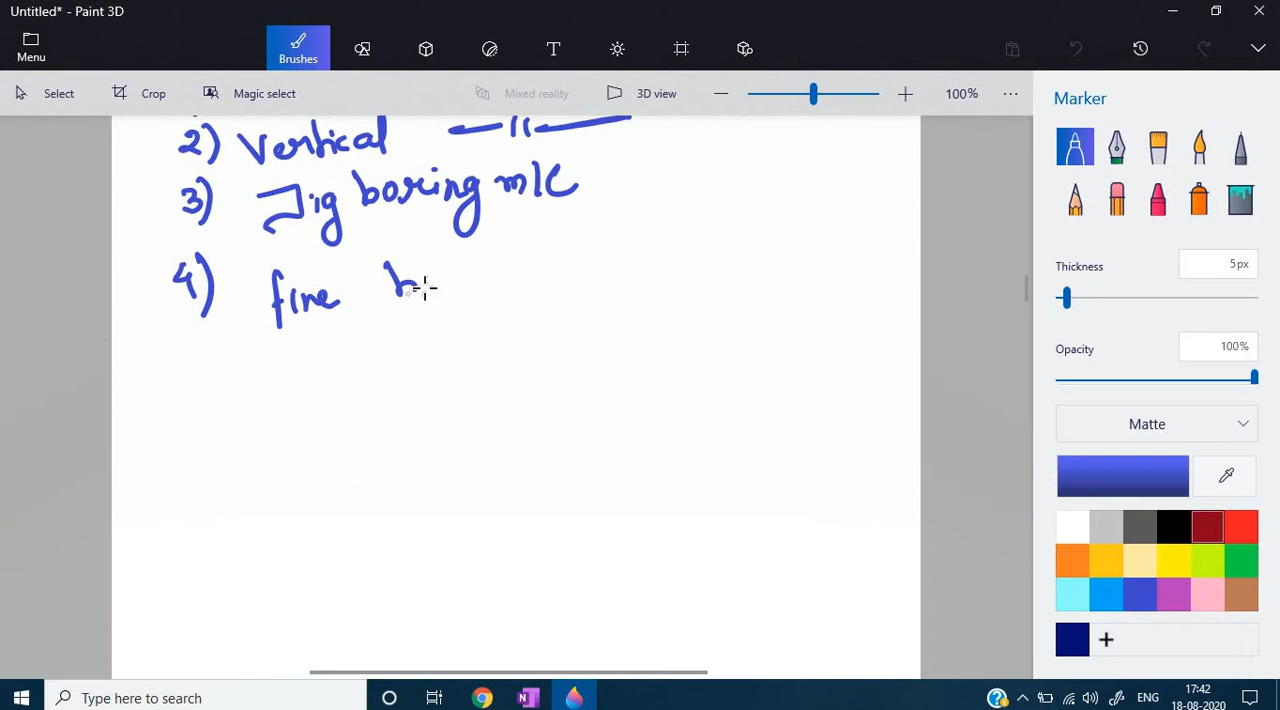 Untitled* - Paint 3D
Menu
Brushes
Select
Crop
Magic select
Mixed reality
3D view
100%
2) Vertical —11—
3) Jig boring m/c
4) fine b
Marker
Thickness
5px
Opacity
100%
Matte
Type here to search
ENG
17:42
18-08-2020